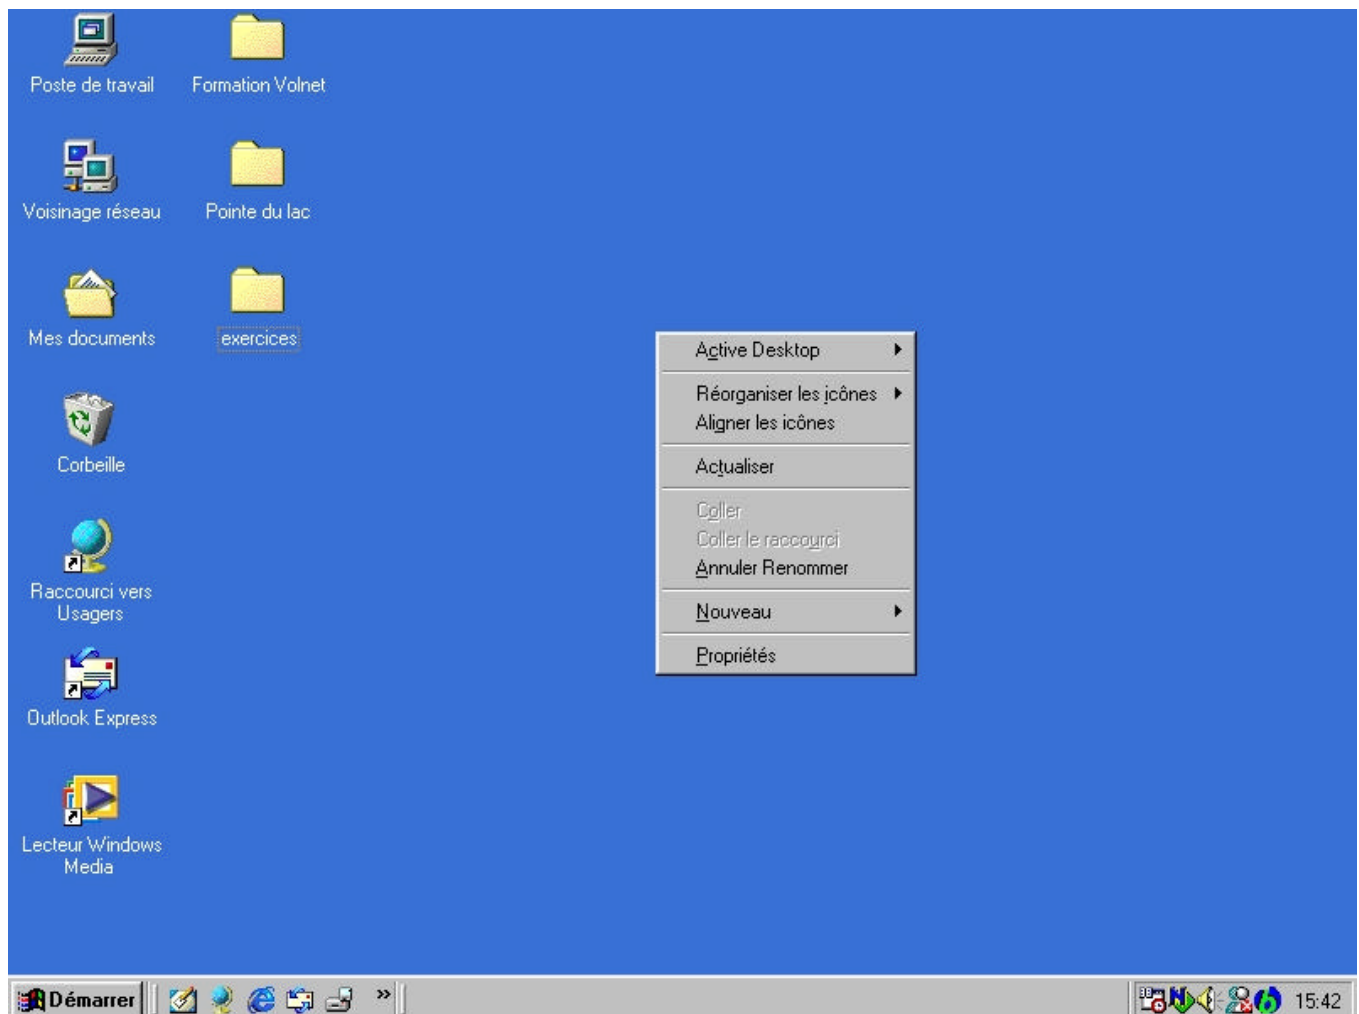 Poste de travail
Formation Volnet
Voisinage réseau
Pointe du lac
Mes documents
exercices
Corbeille
Raccourci vers
Usagers
Outlook Express
Lecteur Windows
Media
Active Desktop
Réorganiser les icônes
Aligner les icônes
Actualiser
Coller
Coller le raccourci
Annuler Renommer
Nouveau
Propriétés
Démarrer
»
15:42